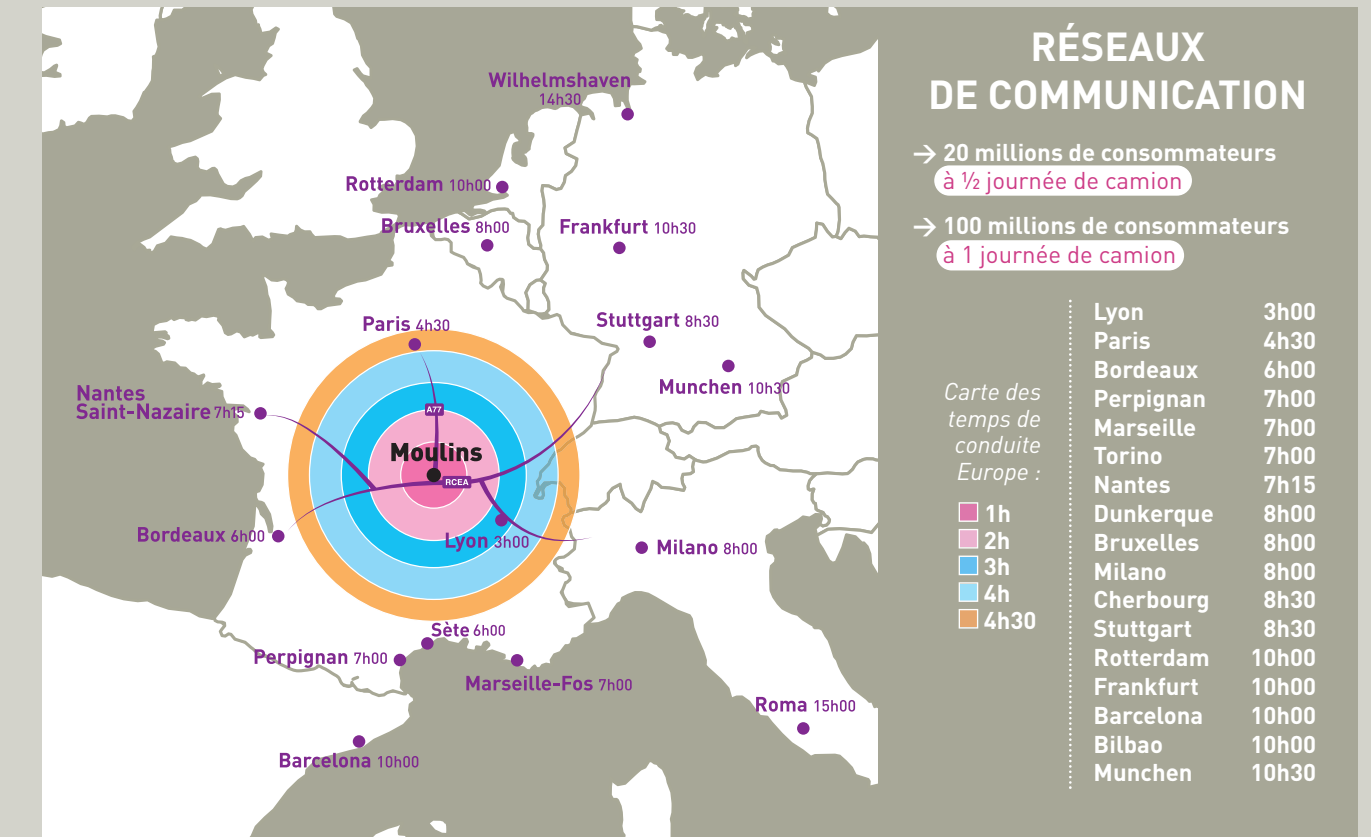 Wilhelmshaven
14h30
Rotterdam 10h00
Bruxelles 8h00
Frankfurt 10h30
Paris 4h30
Stuttgart 8h30
Munchen 10h30
Nantes
Saint-Nazaire 7h15
A77
Moulins
RCEA
Bordeaux 6h00
Lyon 3h00
Milano 8h00
Sète 6h00
Perpignan 7h00
Marseille-Fos 7h00
Roma 15h00
Barcelona 10h00
RÉSEAUX
DE COMMUNICATION
→ 20 millions de consommateurs
à ½ journée de camion
→ 100 millions de consommateurs
à 1 journée de camion
Carte des
temps de
conduite
Europe :
1h
2h
3h
4h
4h30
Lyon 3h00
Paris 4h30
Bordeaux 6h00
Perpignan 7h00
Marseille 7h00
Torino 7h00
Nantes 7h15
Dunkerque 8h00
Bruxelles 8h00
Milano 8h00
Cherbourg 8h30
Stuttgart 8h30
Rotterdam 10h00
Frankfurt 10h00
Barcelona 10h00
Bilbao 10h00
Munchen 10h30